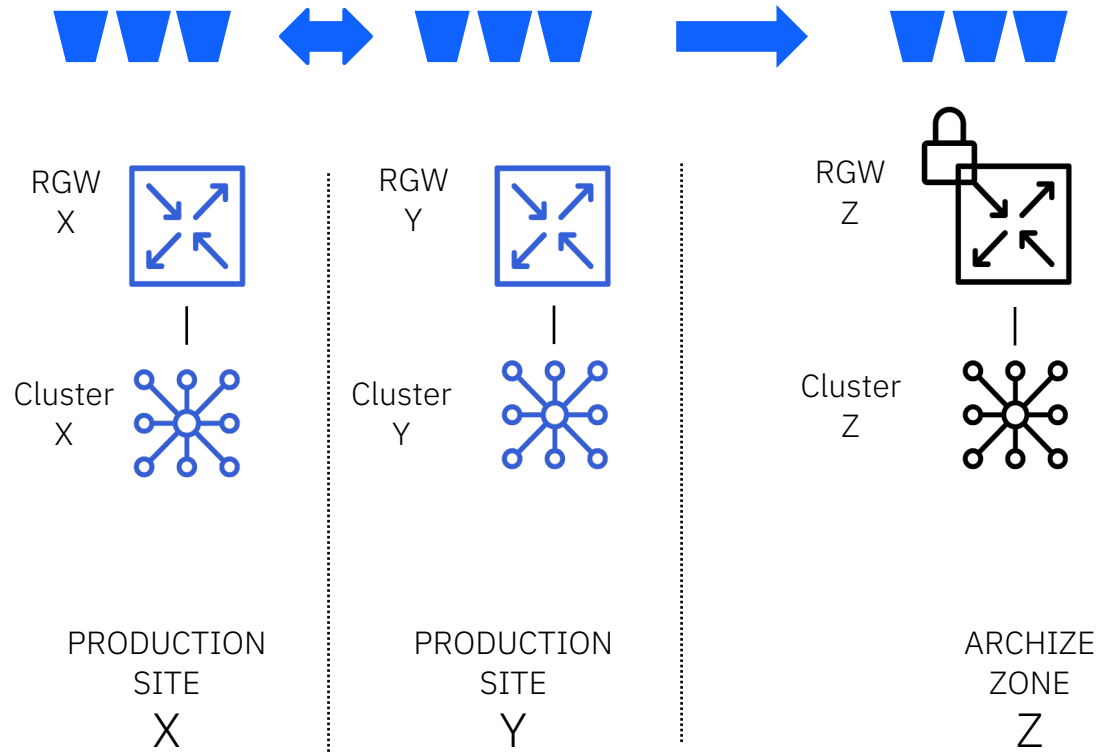 RGW
X
RGW
Y
RGW
Z
Cluster
X
Cluster
Y
Cluster
Z
PRODUCTION
SITE
X
PRODUCTION
SITE
Y
ARCHIZE
ZONE
Z